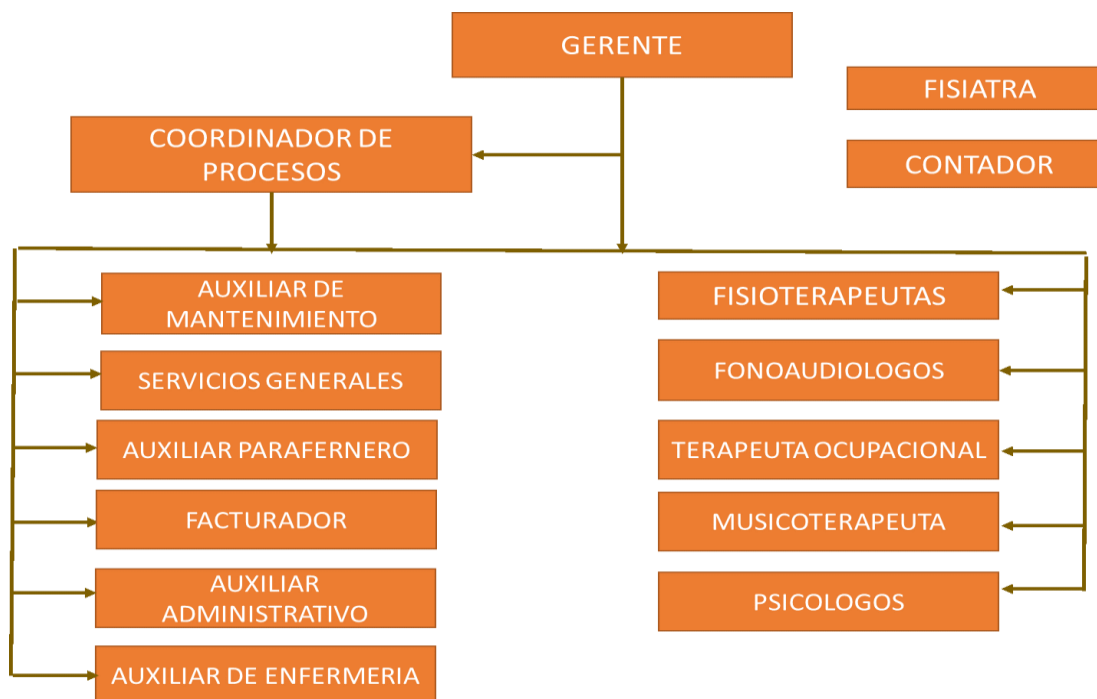 GERENTE
FISIATRA
COORDINADOR DE
PROCESOS
CONTADOR
AUXILIAR DE
MANTENIMIENTO
SERVICIOS GENERALES
AUXILIAR PARAFERNERO
FACTURADOR
AUXILIAR
ADMINISTRATIVO
AUXILIAR DE ENFERMERIA
FISIOTERAPEUTAS
FONOAUDIOLOGOS
TERAPEUTA OCUPACIONAL
MUSICOTERAPEUTA
PSICOLOGOS